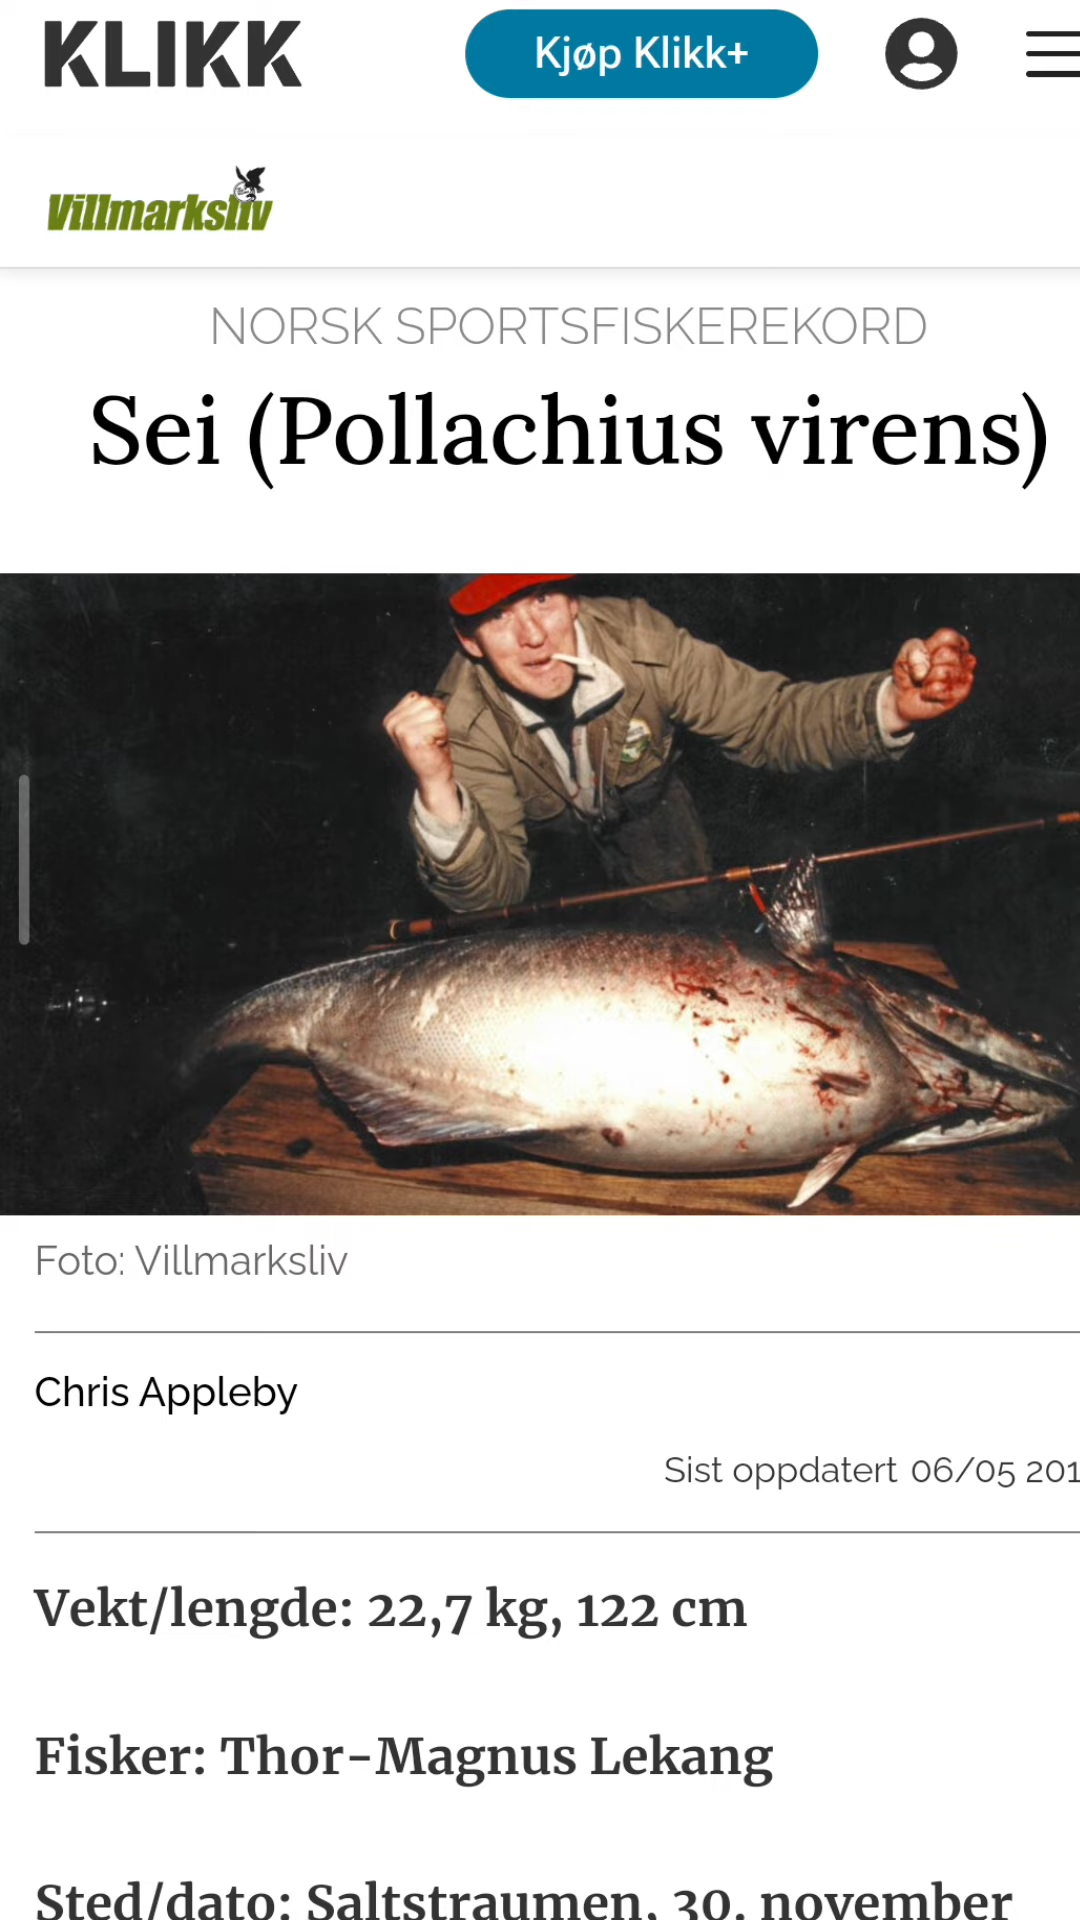 KLIKK
Kjøp Klikk+
Villmarksliv
NORSK SPORTSFISKEREKORD
Sei (Pollachius virens)
Foto: Villmarksliv
Chris Appleby
Sist oppdatert 06/05 201
Vekt/lengde: 22,7 kg, 122 cm
Fisker: Thor-Magnus Lekang
Sted/dato: Saltstraumen, 30. november